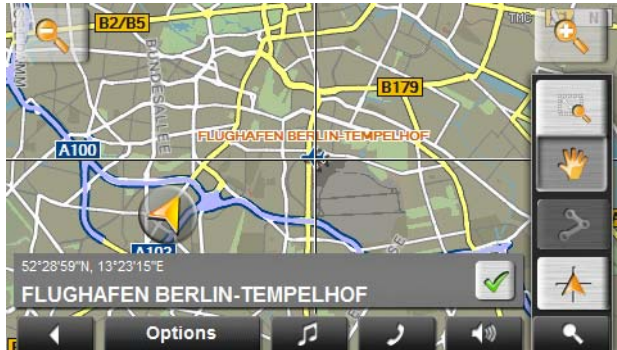 B2/B5
TMC
N
BUNDESALLEE
B179
FLUGHAFEN BERLIN-TEMPELHOF
A100
A103
52°28'59"N, 13°23'15"E
FLUGHAFEN BERLIN-TEMPELHOF
Options